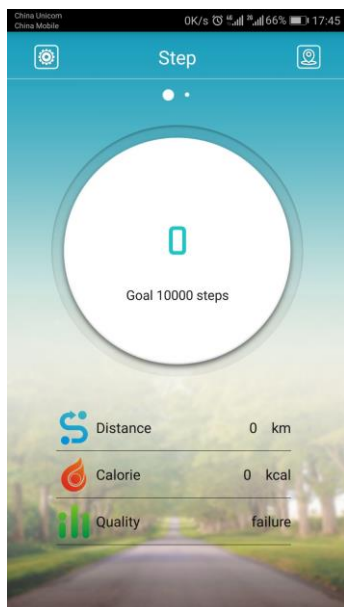 China Unicom
China Mobile
0K/s 66% 17:45
Step
0
Goal 10000 steps
Distance 0 km
Calorie 0 kcal
Quality failure